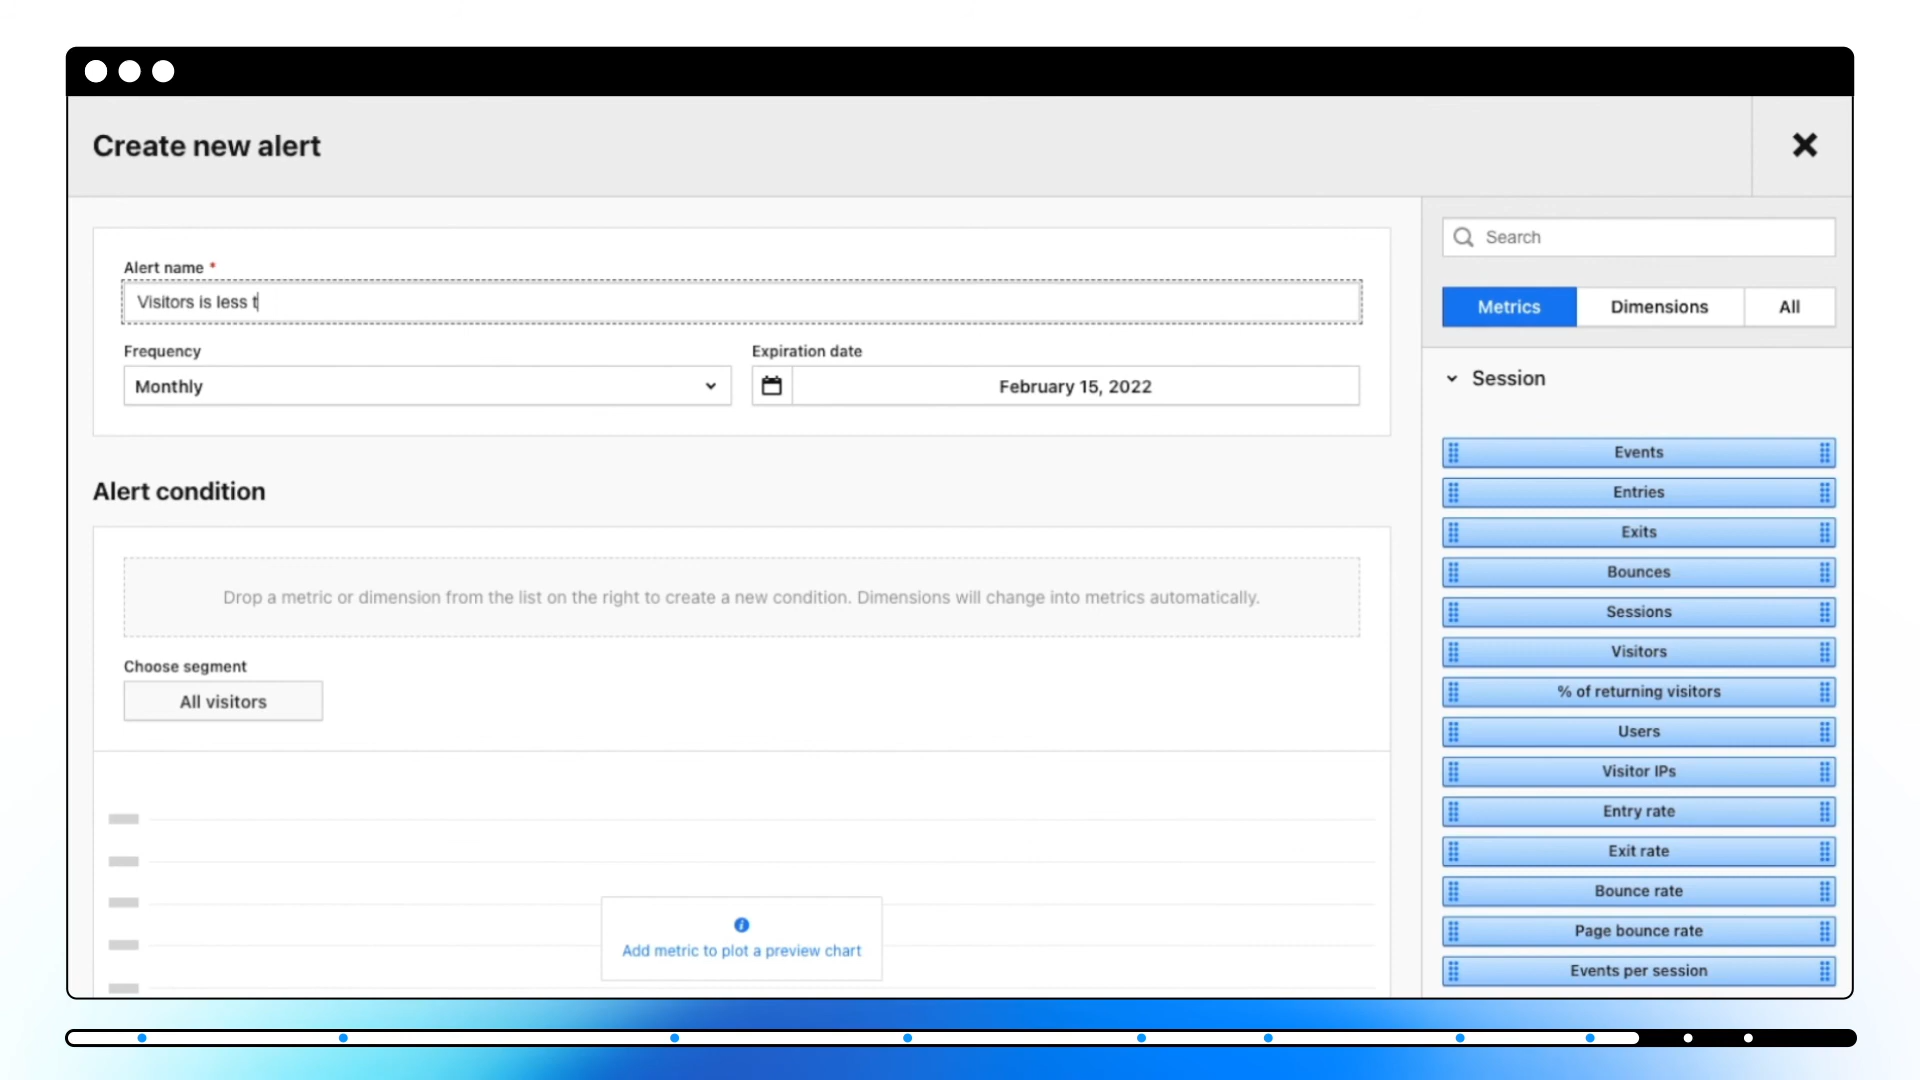 Create new alert
Alert name *
Visitors is less t
Frequency
Expiration date
Monthly
February 15, 2022
Alert condition
Drop a metric or dimension from the list on the right to create a new condition. Dimensions will change into metrics automatically.
Choose segment
All visitors
Add metric to plot a preview chart
Search
Metrics
Dimensions
All
Session
Events
Entries
Exits
Bounces
Sessions
Visitors
% of returning visitors
Users
Visitor IPs
Entry rate
Exit rate
Bounce rate
Page bounce rate
Events per session